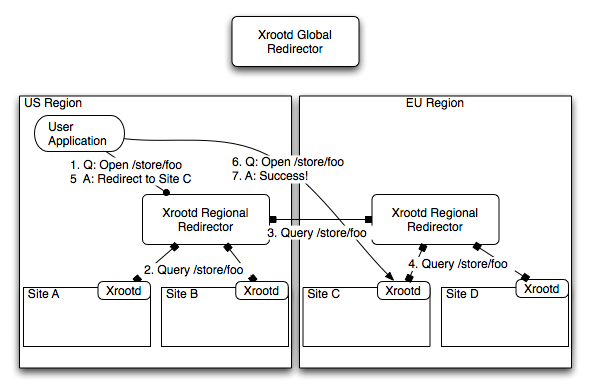 Xrootd Global
Redirector
US Region
EU Region
User
Application
1. Q: Open /store/foo
5 A: Redirect to Site C
6. Q: Open /store/foo
7. A: Success!
Xrootd Regional
Redirector
Xrootd Regional
Redirector
3. Query /store/foo
2. Query /store/foo
4. Query /store/foo
Site A
Xrootd
Site B
Xrootd
Site C
Xrootd
Site D
Xrootd